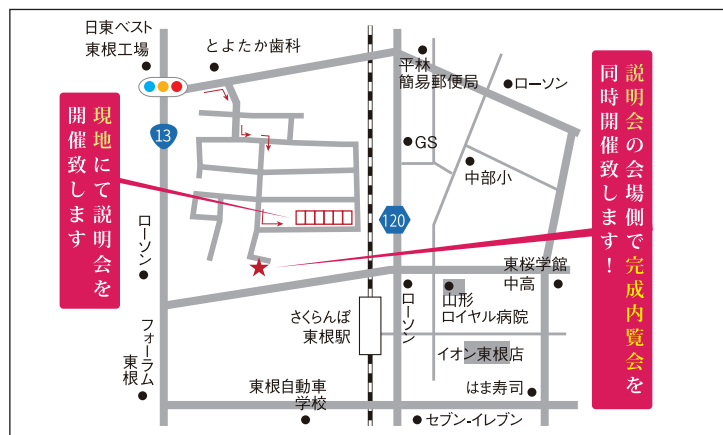 日東ベスト
東根工場
とよたか歯科
平林
簡易郵便局
ローソン
説明会の会場側で完成内覧会を
同時開催致します！
現地にて説明会を
開催致します
13
GS
中部小
120
ローソン
東桜学館
中高
山形
ロイヤル病院
ローソン
さくらんぼ
東根駅
イオン東根店
フォーラム
東根
はま寿司
東根自動車
学校
セブン-イレブン